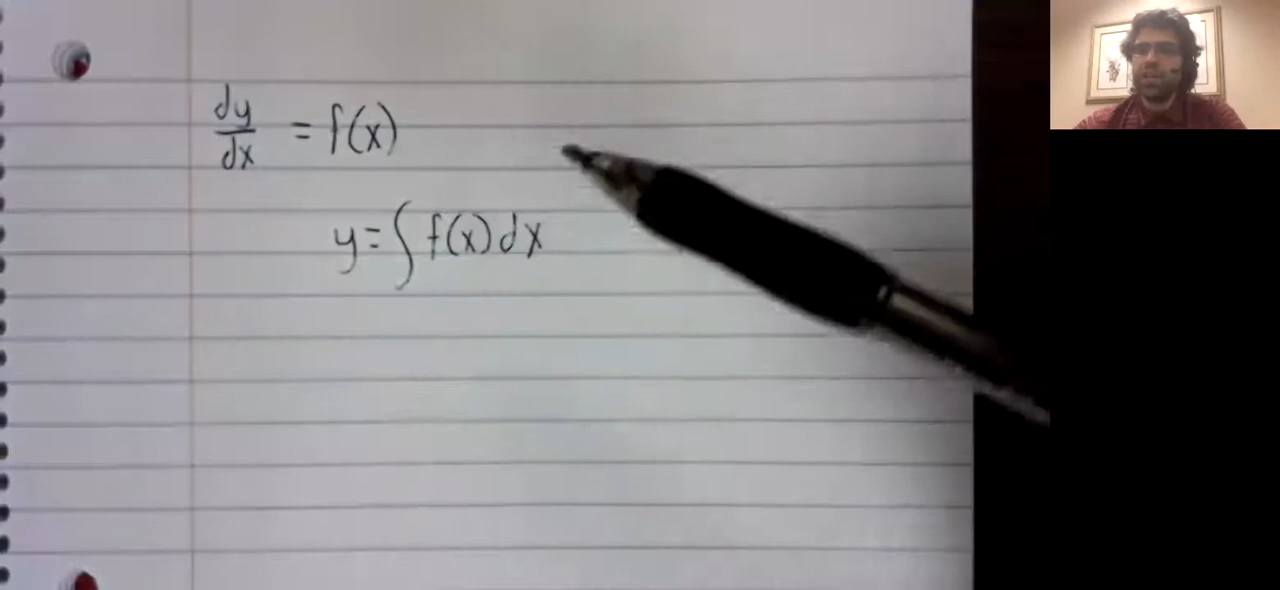 dy/dx = f(x)
y = ∫ f(x) dx